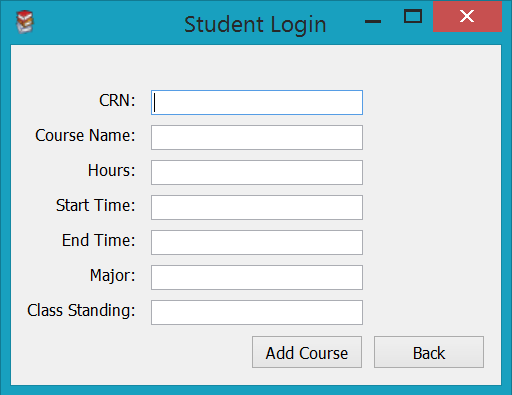 Student Login
CRN:
Course Name:
Hours:
Start Time:
End Time:
Major:
Class Standing:
Add Course Back